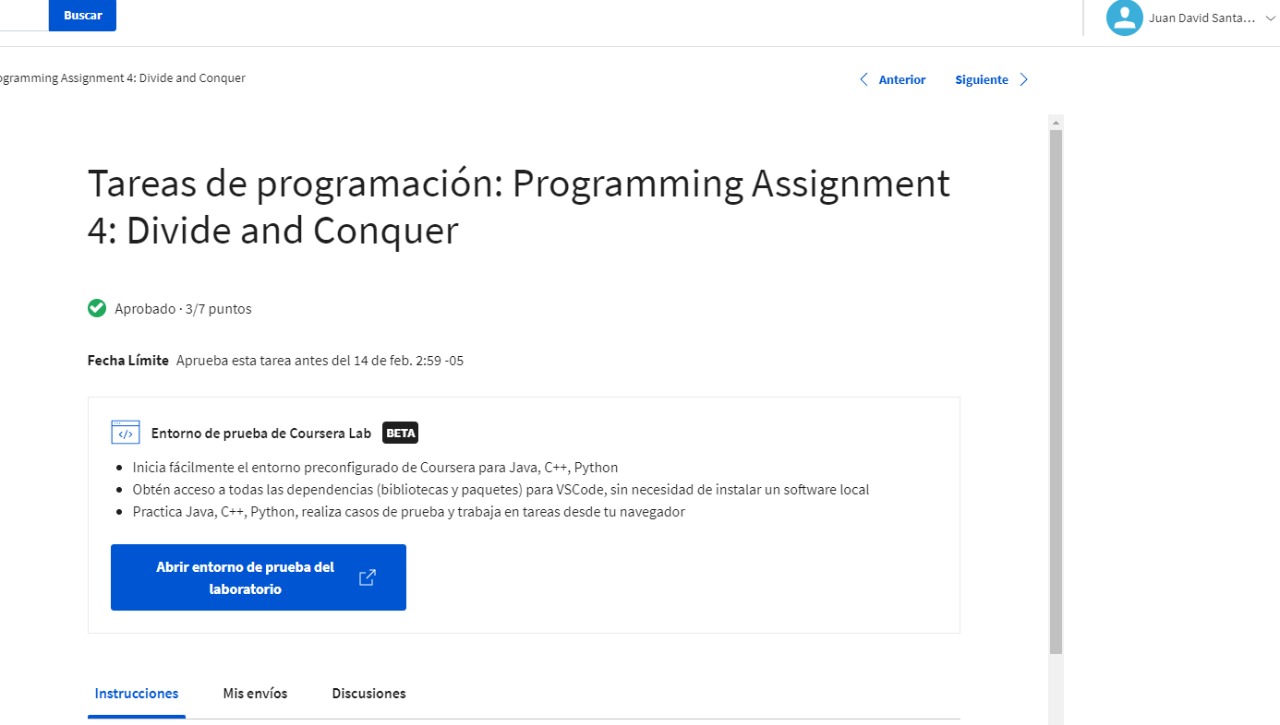 Buscar
Juan David Santa...
ogramming Assignment 4: Divide and Conquer
Anterior
Siguiente
Tareas de programación: Programming Assignment
4: Divide and Conquer
Aprobado · 3/7 puntos
Fecha Límite Aprueba esta tarea antes del 14 de feb. 2:59 -05
</> Entorno de prueba de Coursera Lab BETA
• Inicia fácilmente el entorno preconfigurado de Coursera para Java, C++, Python
• Obtén acceso a todas las dependencias (bibliotecas y paquetes) para VSCode, sin necesidad de instalar un software local
• Practica Java, C++, Python, realiza casos de prueba y trabaja en tareas desde tu navegador
Abrir entorno de prueba del
laboratorio
Instrucciones
Mis envíos
Discusiones